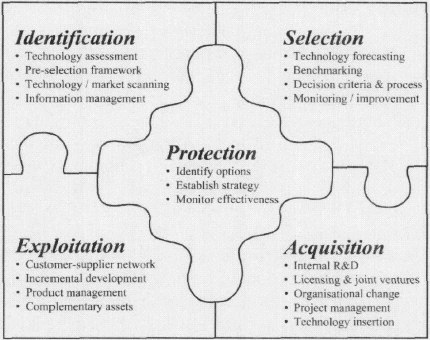 Identification
• Technology assessment
• Pre-selection framework
• Technology / market scanning
• Information management
Selection
• Technology forecasting
• Benchmarking
• Decision criteria & process
• Monitoring / improvement
Protection
• Identify options
• Establish strategy
• Monitor effectiveness
Exploitation
• Customer-supplier network
• Incremental development
• Product management
• Complementary assets
Acquisition
• Internal R&D
• Licensing & joint ventures
• Organisational change
• Project management
• Technology insertion